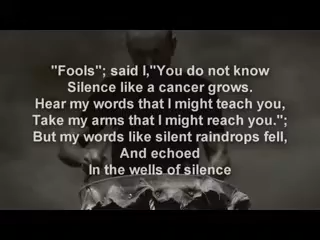 "Fools"; said I,"You do not know
Silence like a cancer grows.
Hear my words that I might teach you,
Take my arms that I might reach you.";
But my words like silent raindrops fell,
And echoed
In the wells of silence